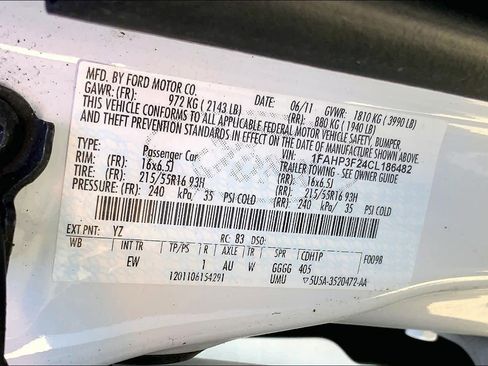 MFD. BY FORD MOTOR CO.
DATE: 06/11 GVWR: 1810 KG ( 3990 LB)
GAWR: (FR): 972 KG ( 2143 LB) (RR): 880 KG ( 1940 LB)
THIS VEHICLE CONFORMS TO ALL APPLICABLE FEDERAL MOTOR VEHICLE SAFETY, BUMPER,
AND THEFT PREVENTION STANDARDS IN EFFECT ON THE DATE OF MANUFACTURE SHOWN ABOVE.
VIN: 1FAHP3F24CL186482
TYPE: Passenger Car TRAILER TOWING - SEE OWNER GUIDE
RIM: (FR) 16x6.5J (RR): 16x6.5J
TIRE: (FR): 215/55R16 93H (RR): 215/55R16 93H
PRESSURE: (FR) 240 kPa/ 35 PSI COLD (RR): 240 kPa/ 35 PSI COLD
EXT PNT: YZ RC: 83 DSO:
WB INT TR TP/PS R AXLE TR SPR CDH1P F0098
EW 1 AU W GGGG 405
1201106154291 UMU ▽5U5A-3520472-AA